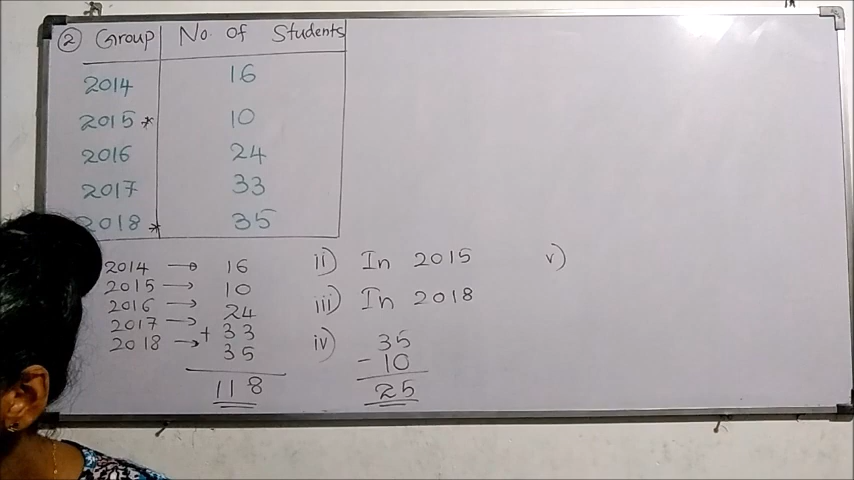 ② Group No. of Students
2014 16
2015 * 10
2016 24
2017 33
2018 * 35
2014 → 16
2015 → 10
2016 → 24
2017 → + 33
2018 → 35
118
ii) In 2015
iii) In 2018
iv) 35
- 10
25
v)